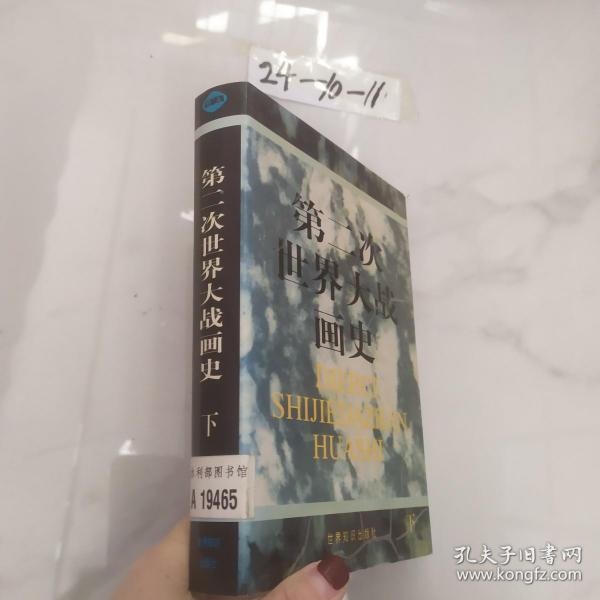 24-10-11
第二次世界大战画史
下
水利部图书馆
A 19465
第二次
世界大战
画史
DIERCI
SHIJIEDAZHAN
HUASHI
世界知识出版社
下
孔夫子旧书网
www.kongfz.com